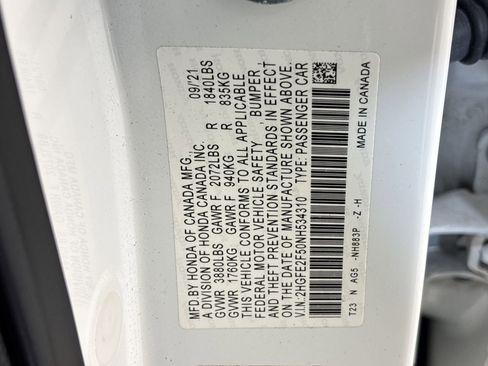 MFD BY HONDA OF CANADA MFG., 09/21
A DIVISION OF HONDA CANADA INC.
GVWR 3880LBS GAWR F 2072LBS R 1840LBS
GVWR 1760KG GAWR F 940KG R 835KG
THIS VEHICLE CONFORMS TO ALL APPLICABLE
FEDERAL MOTOR VEHICLE SAFETY, BUMPER,
AND THEFT PREVENTION STANDARDS IN EFFECT
ON THE DATE OF MANUFACTURE SHOWN ABOVE.
V.I.N.:2HGFE2F50NH534310 TYPE: PASSENGER CAR
T23 N AG5 -NH883P -Z -H MADE IN CANADA